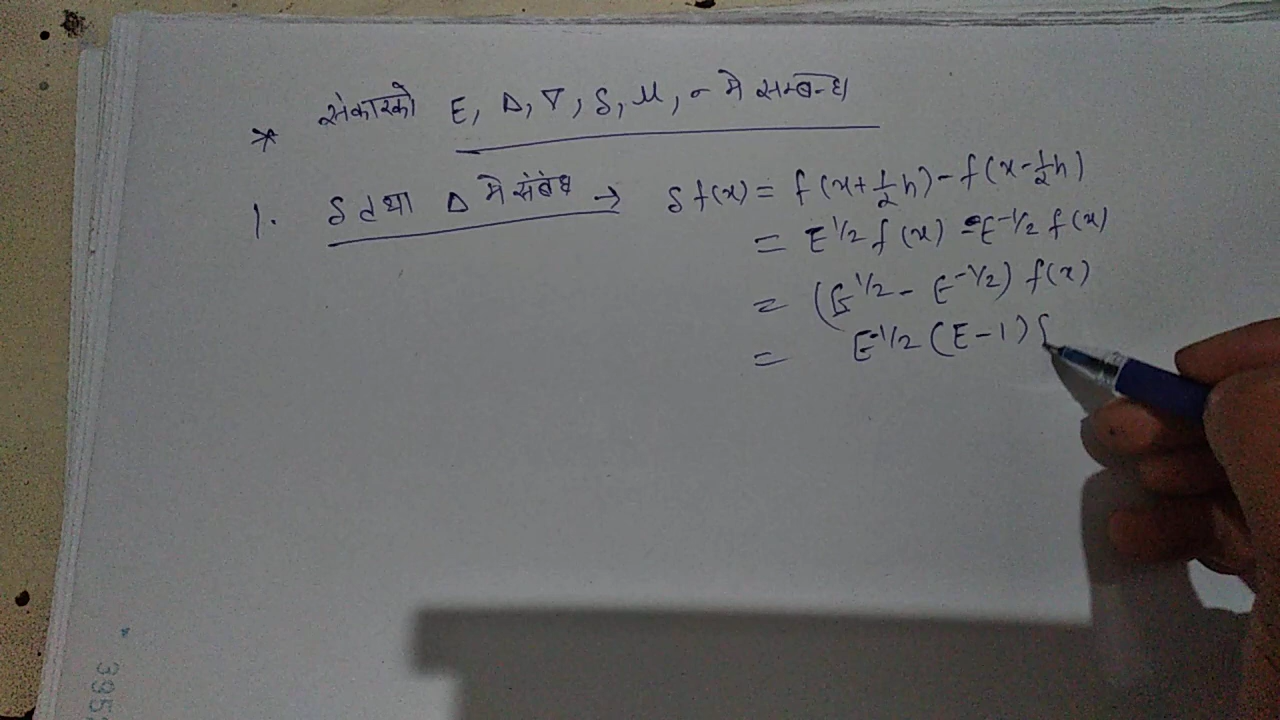 * संकारको E, Δ, ∇, δ, μ, σ मे सम्बन्ध
1. δ तथा Δ मे संबंध → δ f(x) = f(x+1/2 h) - f(x-1/2 h)
= E^1/2 f(x) - E^-1/2 f(x)
= (E^1/2 - E^-1/2) f(x)
= E^-1/2 (E-1) f
395